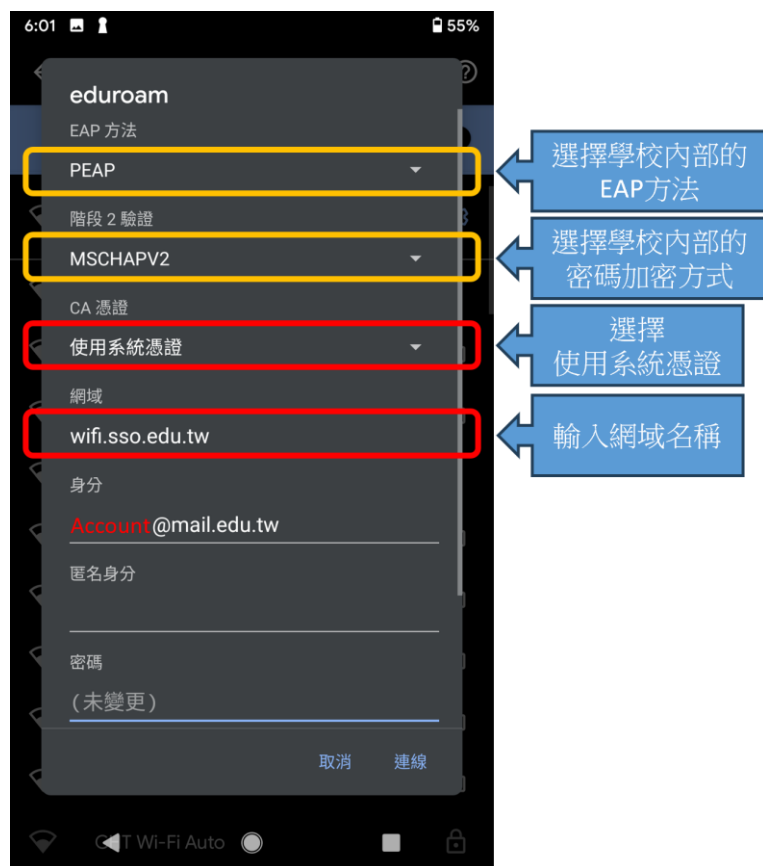 6:01
55%
eduroam
EAP 方法
PEAP
選擇學校內部的
EAP方法
階段 2 驗證
MSCHAPV2
選擇學校內部的
密碼加密方式
CA 憑證
使用系統憑證
選擇
使用系統憑證
網域
wifi.sso.edu.tw
輸入網域名稱
身分
Account@mail.edu.tw
匿名身分
密碼
(未變更)
取消
連線
T Wi-Fi Auto